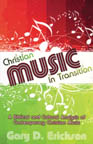 Christian
MUSIC
in Transition
A Biblical and Cultural Analysis of
Contemporary Christian Music
Gary D. Erickson